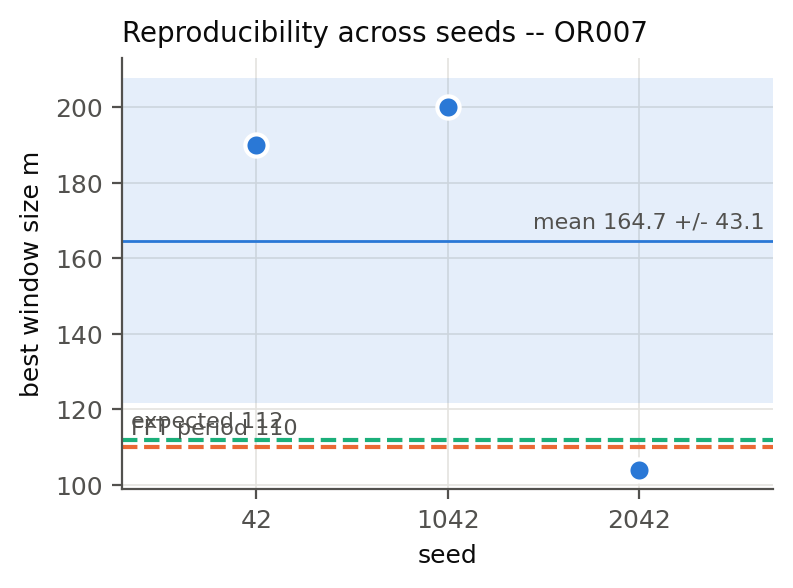 Reproducibility across seeds -- OR007
best window size m
200
180
160
140
120
100
mean 164.7 +/- 43.1
expected 112
FFT period 110
42 1042 2042
seed